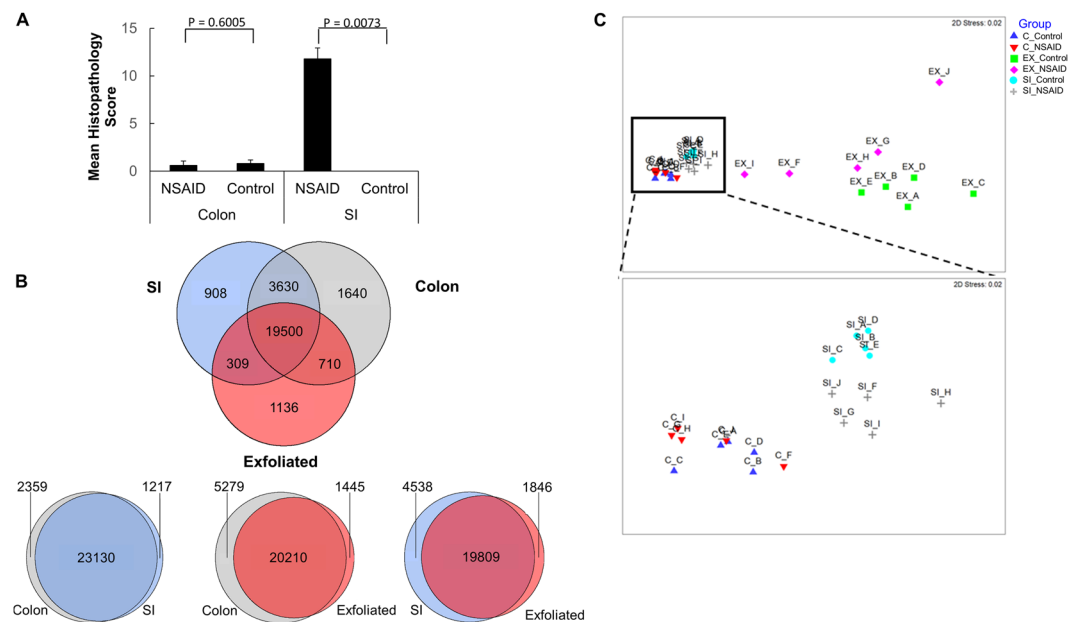 A
P = 0.6005
P = 0.0073
Mean Histopathology
Score
15
10
5
0
NSAID Control NSAID Control
Colon SI
B
SI
Colon
908
3630
1640
19500
309
710
1136
Exfoliated
2359
1217
23130
Colon
SI
5279
1445
20210
Colon
Exfoliated
4538
1846
19809
SI
Exfoliated
C
2D Stress: 0.02
Group
C_Control
C_NSAID
EX_Control
EX_NSAID
SI_Control
SI_NSAID
EX_J
EX_G
EX_H
EX_I
EX_F
EX_D
EX_B
EX_E
EX_C
EX_A
SI_D
SI_H
2D Stress: 0.02
SI_D
SI_A
SI_B
SI_E
SI_C
SI_J
SI_F
SI_H
SI_G
SI_I
C_I
C_H
C_A
C_D
C_C
C_B
C_F